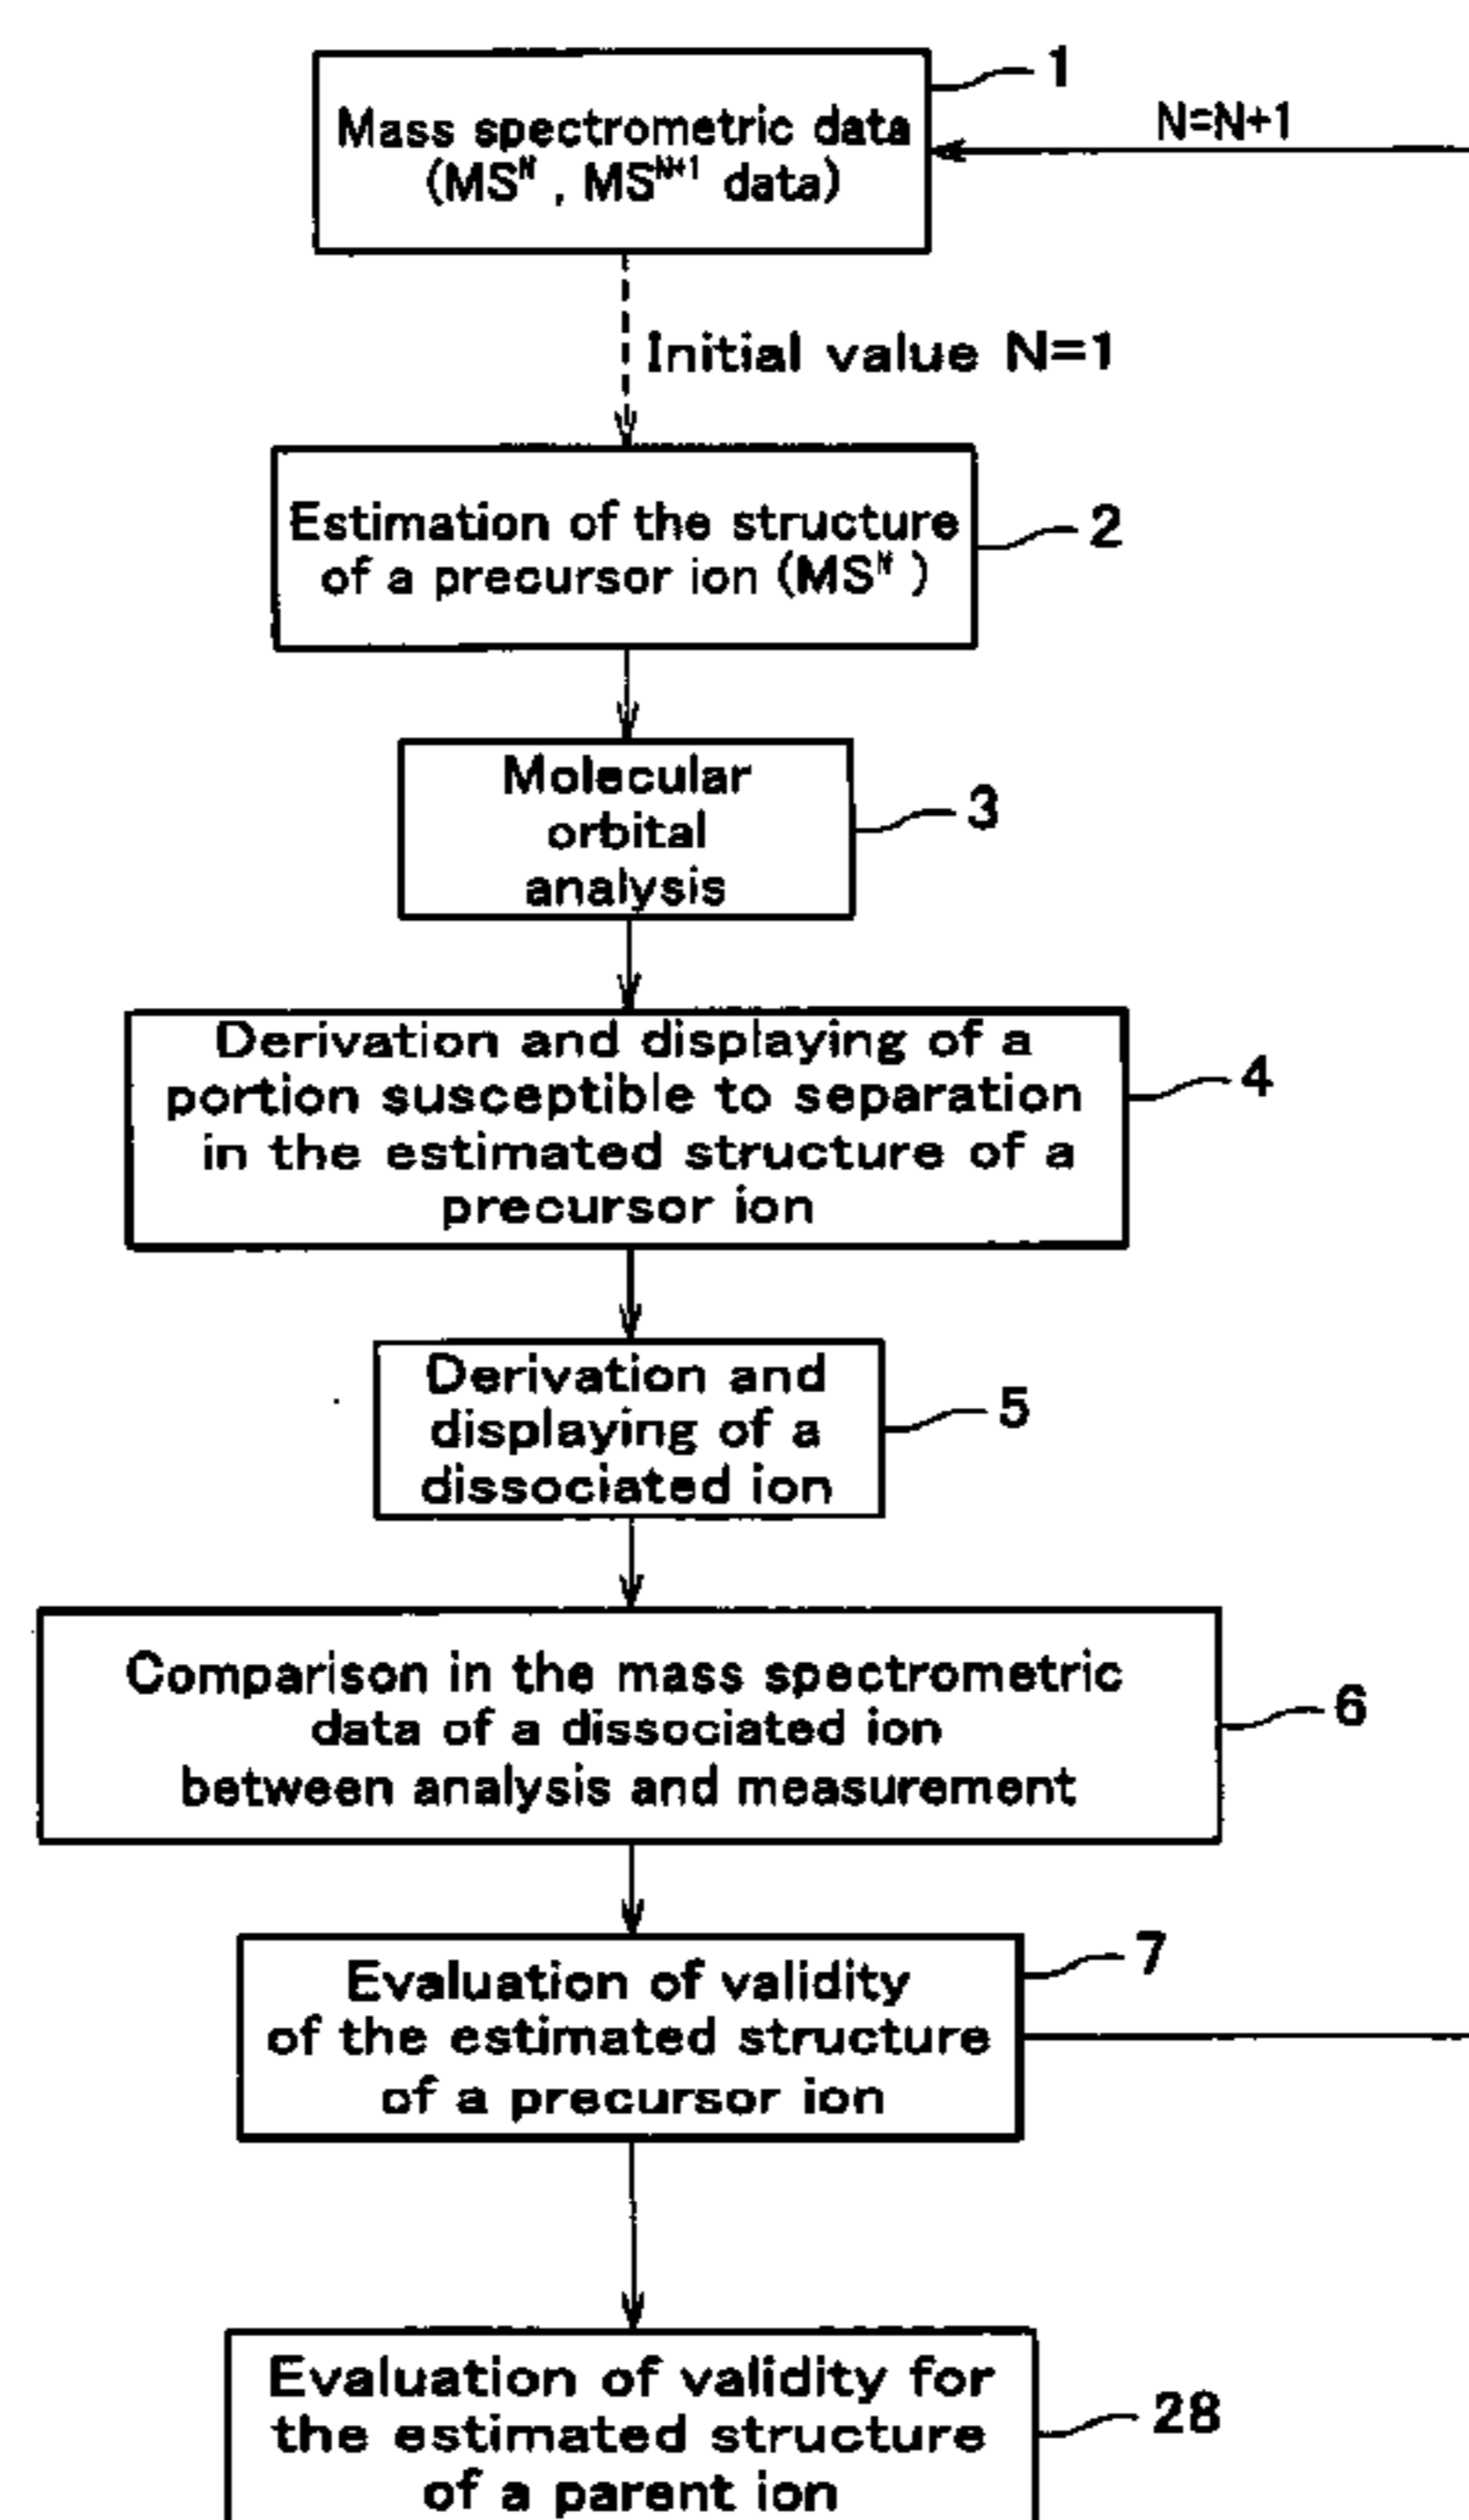 1
N=N+1
Mass spectrometric data
(MSᴺ, MSᴺ⁺¹ data)
Initial value N=1
Estimation of the structure
of a precursor ion (MSᴺ)
2
Molecular
orbital
analysis
3
Derivation and displaying of a
portion susceptible to separation
in the estimated structure of a
precursor ion
4
Derivation and
displaying of a
dissociated ion
5
Comparison in the mass spectrometric
data of a dissociated ion
between analysis and measurement
6
Evaluation of validity
of the estimated structure
of a precursor ion
7
Evaluation of validity for
the estimated structure
of a parent ion
28